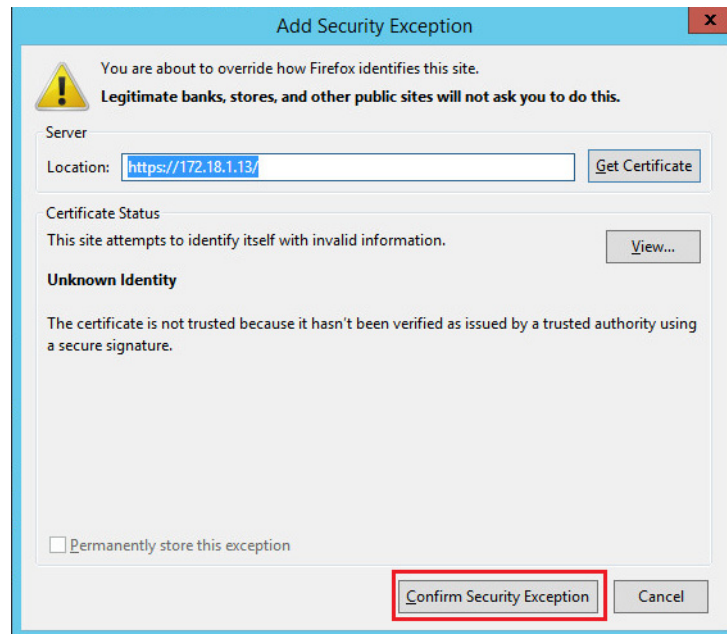 Add Security Exception
x
You are about to override how Firefox identifies this site.
Legitimate banks, stores, and other public sites will not ask you to do this.
Server
Location: https://172.18.1.13/ Get Certificate
Certificate Status
This site attempts to identify itself with invalid information.
View...
Unknown Identity
The certificate is not trusted because it hasn't been verified as issued by a trusted authority using
a secure signature.
Permanently store this exception
Confirm Security Exception Cancel